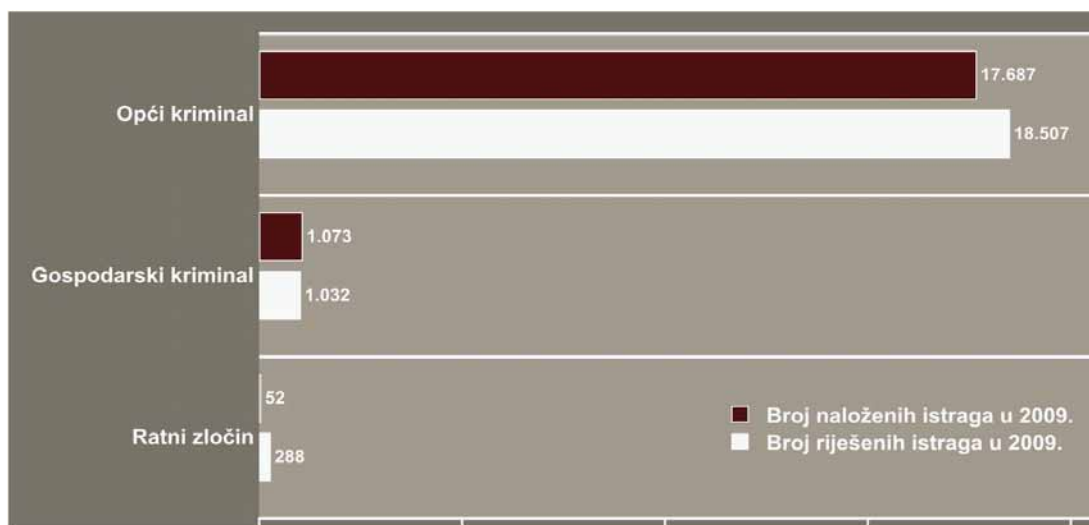 Opći kriminal
17.687
18.507
Gospodarski kriminal
1.073
1.032
Ratni zločin
52
288
Broj naloženih istraga u 2009.
Broj riješenih istraga u 2009.